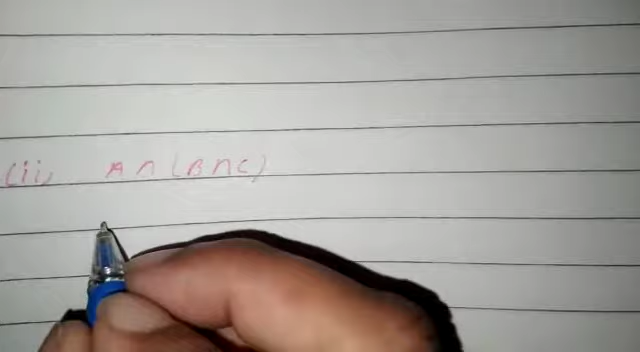 (ii) A ∩ (B ∩ C)